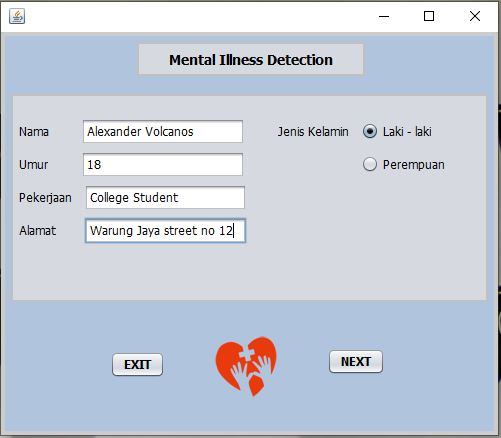 Mental Illness Detection
Nama Alexander Volcanos Jenis Kelamin Laki - laki
Umur 18 Perempuan
Pekerjaan College Student
Alamat Warung Jaya street no 12
EXIT NEXT